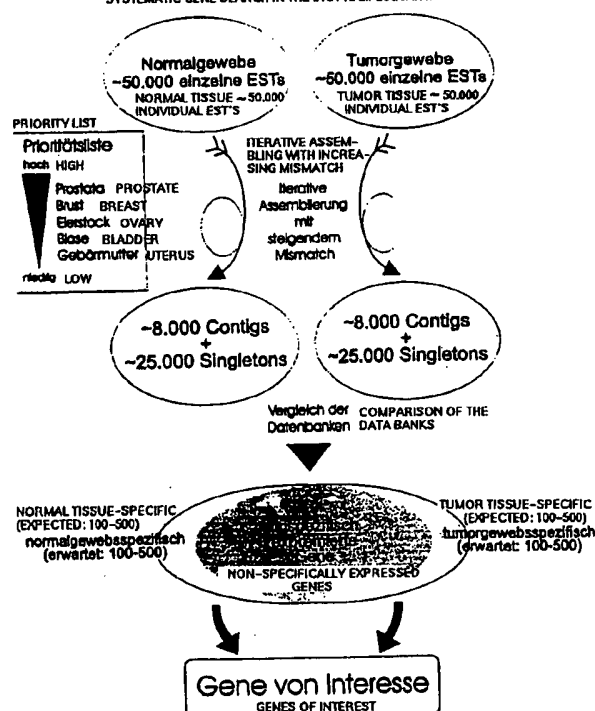 Normalgewebe
~50.000 einzelne ESTs
NORMAL TISSUE ~ 50.000
INDIVIDUAL EST'S
Tumorgewebe
~50.000 einzelne ESTs
TUMOR TISSUE ~ 50.000
INDIVIDUAL EST'S
PRIORITY LIST
Prioritätsliste
hoch HIGH
Prostata PROSTATE
Brust BREAST
Eierstock OVARY
Blase BLADDER
Gebärmutter UTERUS
niedrig LOW
ITERATIVE ASSEM-
BLING WITH INCREA-
SING MISMATCH
Iterative
Assemblierung
mit
steigendem
Mismatch
~8.000 Contigs
+
~25.000 Singletons
~8.000 Contigs
+
~25.000 Singletons
Vergleich der
Datenbanken
COMPARISON OF THE
DATA BANKS
NORMAL TISSUE-SPECIFIC
(EXPECTED: 100-500)
normalgewebsspezifisch
(erwartet: 100-500)
NON-SPECIFICALLY EXPRESSED
GENES
TUMOR TISSUE-SPECIFIC
(EXPECTED: 100-500)
tumorgewebsspezifisch
(erwartet: 100-500)
Gene von Interesse
GENES OF INTEREST